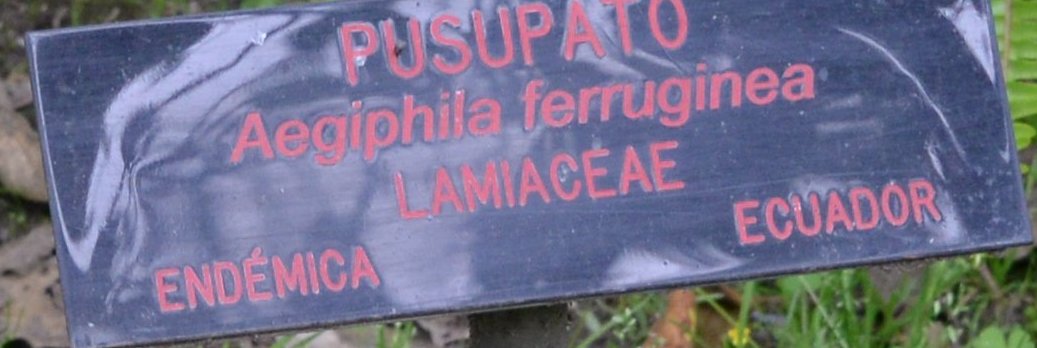 PUSUPATO
Aegiphila ferruginea
LAMIACEAE
ENDÉMICA ECUADOR